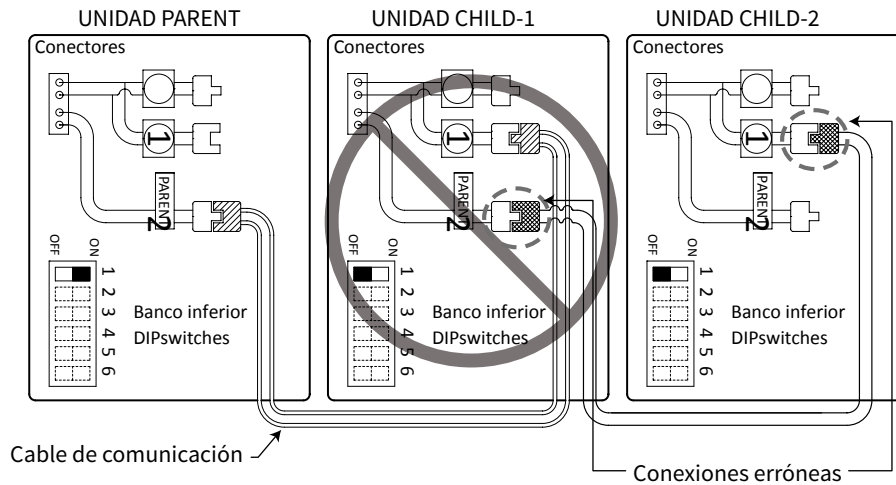 UNIDAD PARENT
Conectores
1
PARENT
2
OFF
ON
1
2
3
4
5
6
Banco inferior
DIPswitches
UNIDAD CHILD-1
Conectores
1
PARENT
2
OFF
ON
1
2
3
4
5
6
Banco inferior
DIPswitches
UNIDAD CHILD-2
Conectores
1
PARENT
2
OFF
ON
1
2
3
4
5
6
Banco inferior
DIPswitches
Cable de comunicación
Conexiones erróneas